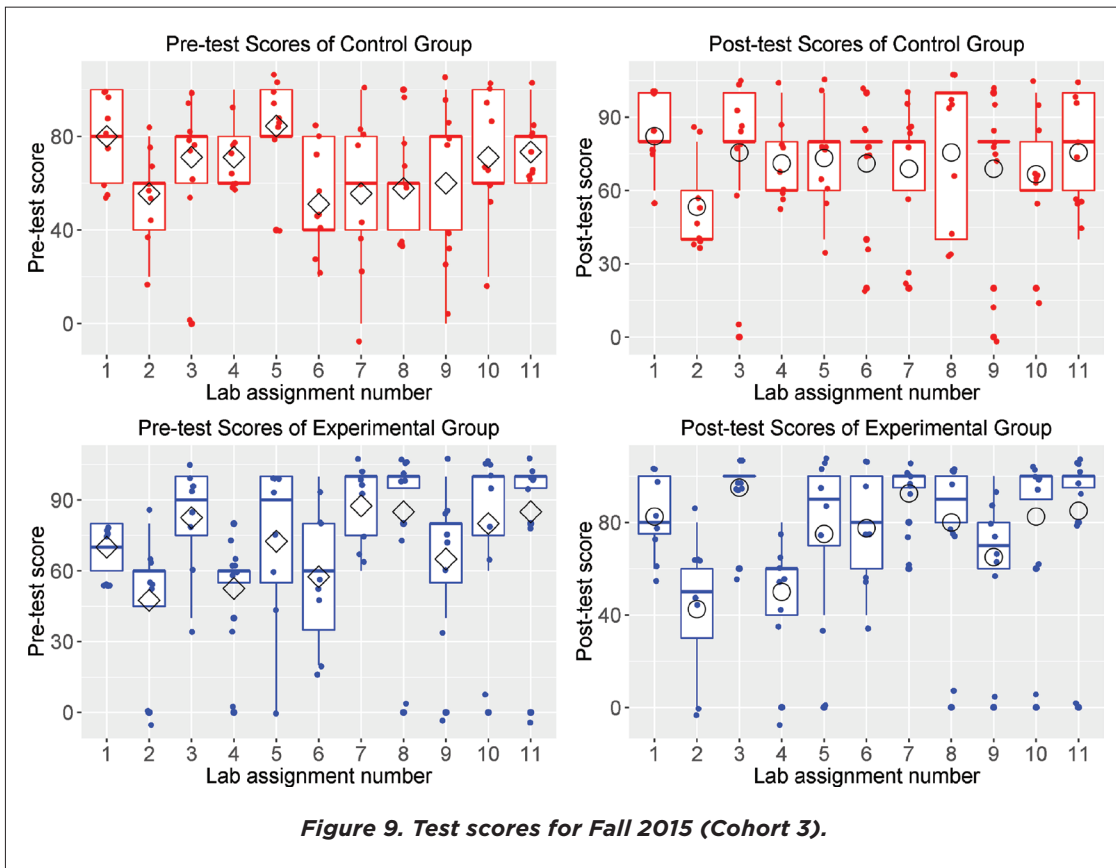 Pre-test Scores of Control Group
Pre-test score
80
40
0
1 2 3 4 5 6 7 8 9 10 11
Lab assignment number
Post-test Scores of Control Group
Post-test score
90
60
30
0
1 2 3 4 5 6 7 8 9 10 11
Lab assignment number
Pre-test Scores of Experimental Group
Pre-test score
90
60
30
0
1 2 3 4 5 6 7 8 9 10 11
Lab assignment number
Post-test Scores of Experimental Group
Post-test score
80
40
0
1 2 3 4 5 6 7 8 9 10 11
Lab assignment number
Figure 9. Test scores for Fall 2015 (Cohort 3).